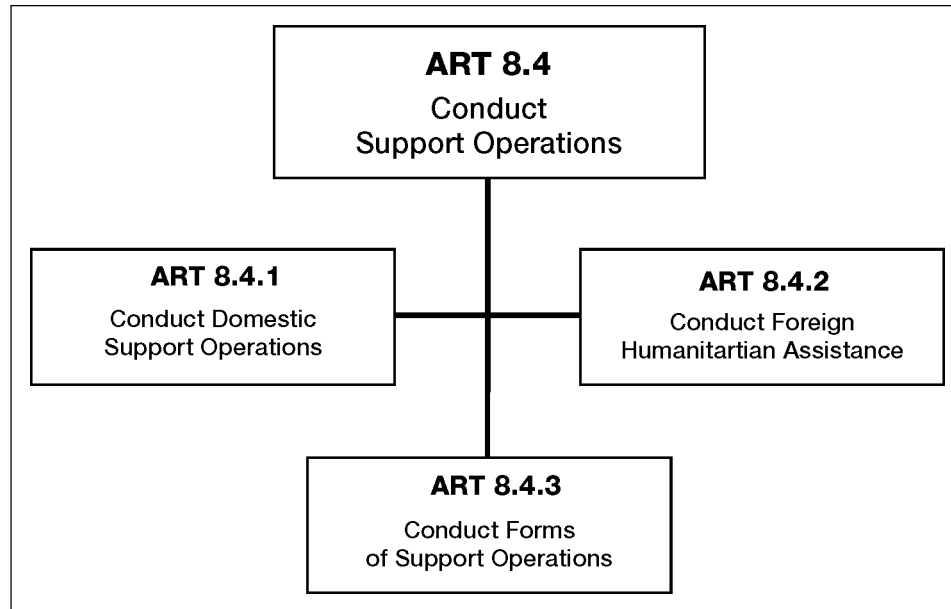 ART 8.4
Conduct
Support Operations
ART 8.4.1
Conduct Domestic
Support Operations
ART 8.4.2
Conduct Foreign
Humanitartian Assistance
ART 8.4.3
Conduct Forms
of Support Operations